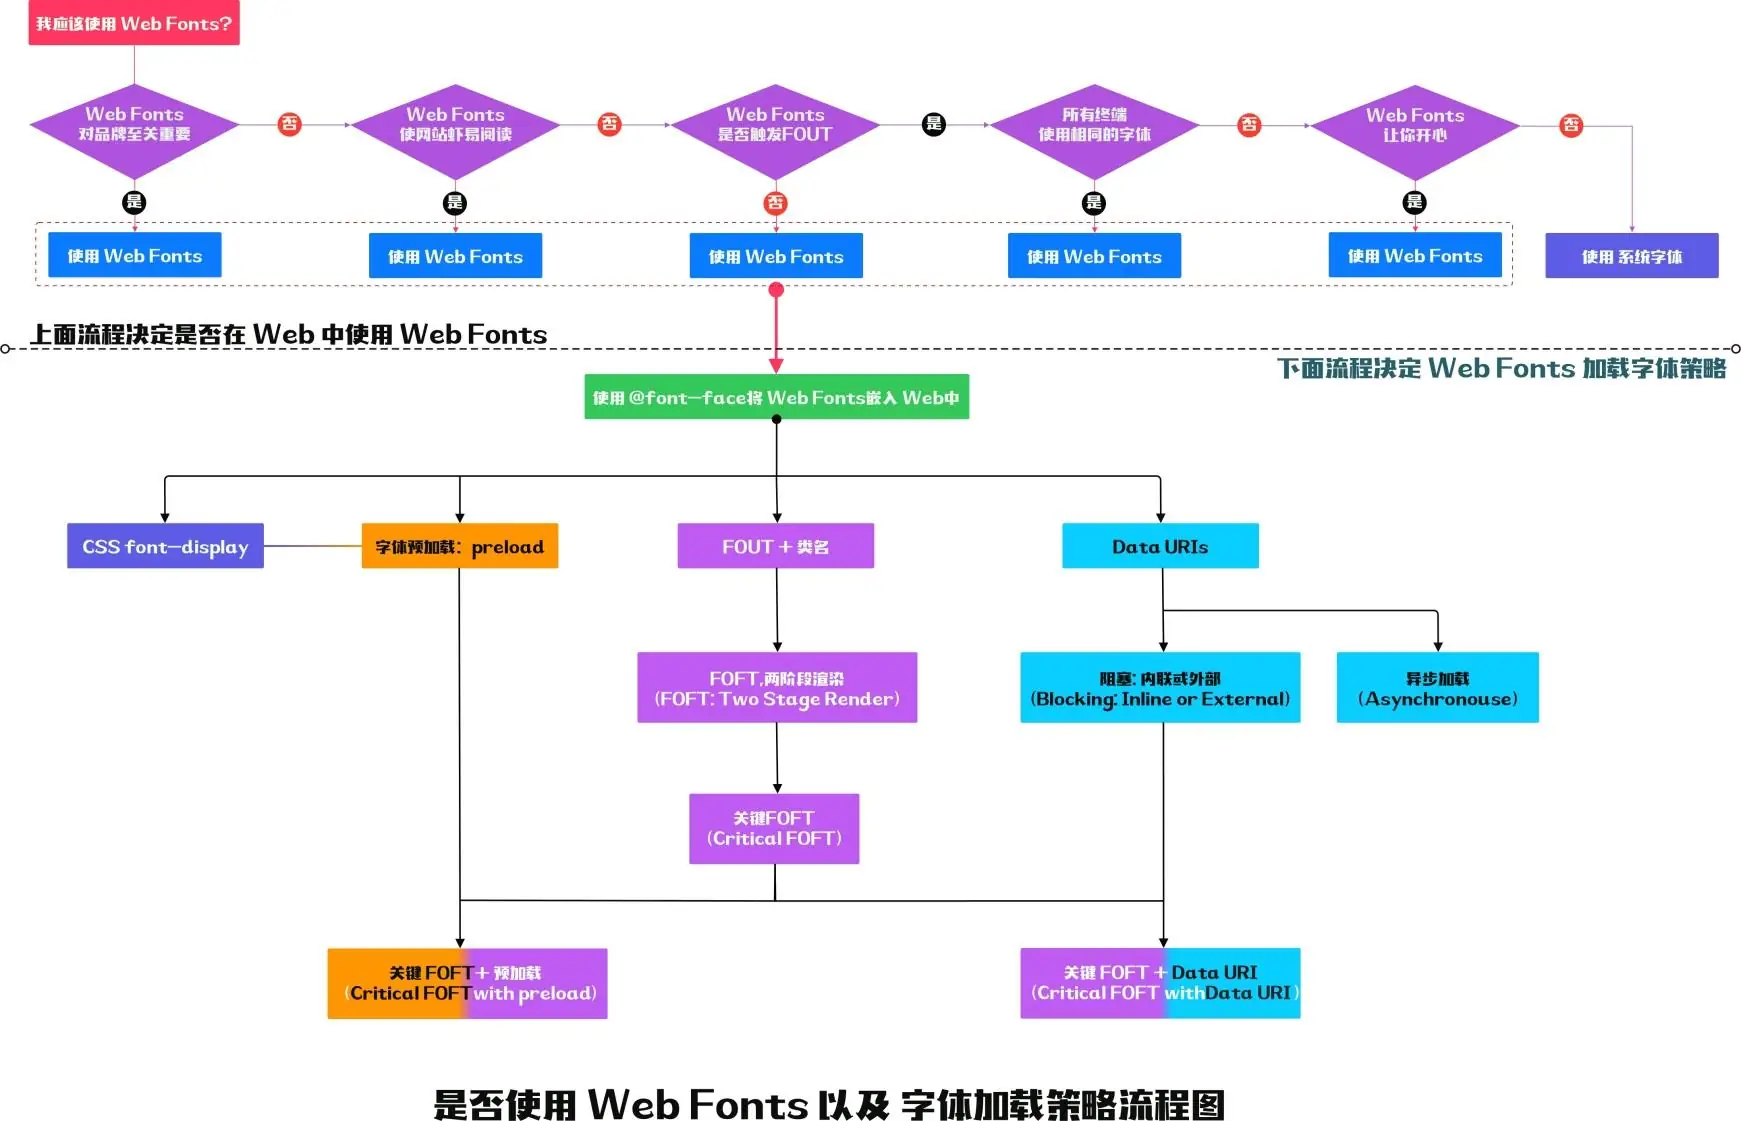 我应该使用 Web Fonts?
Web Fonts
对品牌至关重要
否
Web Fonts
使网站虾易阅读
否
Web Fonts
是否触发FOUT
是
所有终端
使用相同的字体
否
Web Fonts
让你开心
否
是
是
否
是
是
使用 Web Fonts
使用 Web Fonts
使用 Web Fonts
使用 Web Fonts
使用 Web Fonts
使用 系统字体
上面流程决定是否在 Web 中使用 Web Fonts
下面流程决定 Web Fonts 加载字体策略
使用 @font-face将 Web Fonts嵌入 Web中
CSS font-display
字体预加载：preload
FOUT + 类名
Data URIs
FOFT,两阶段渲染
(FOFT: Two Stage Render)
阻塞: 内联或外部
(Blocking: Inline or External)
异步加载
(Asynchronouse)
关键FOFT
(Critical FOFT)
关键 FOFT + 预加载
(Critical FOFT with preload)
关键 FOFT + Data URI
(Critical FOFT withData URI)
是否使用 Web Fonts 以及 字体加载策略流程图